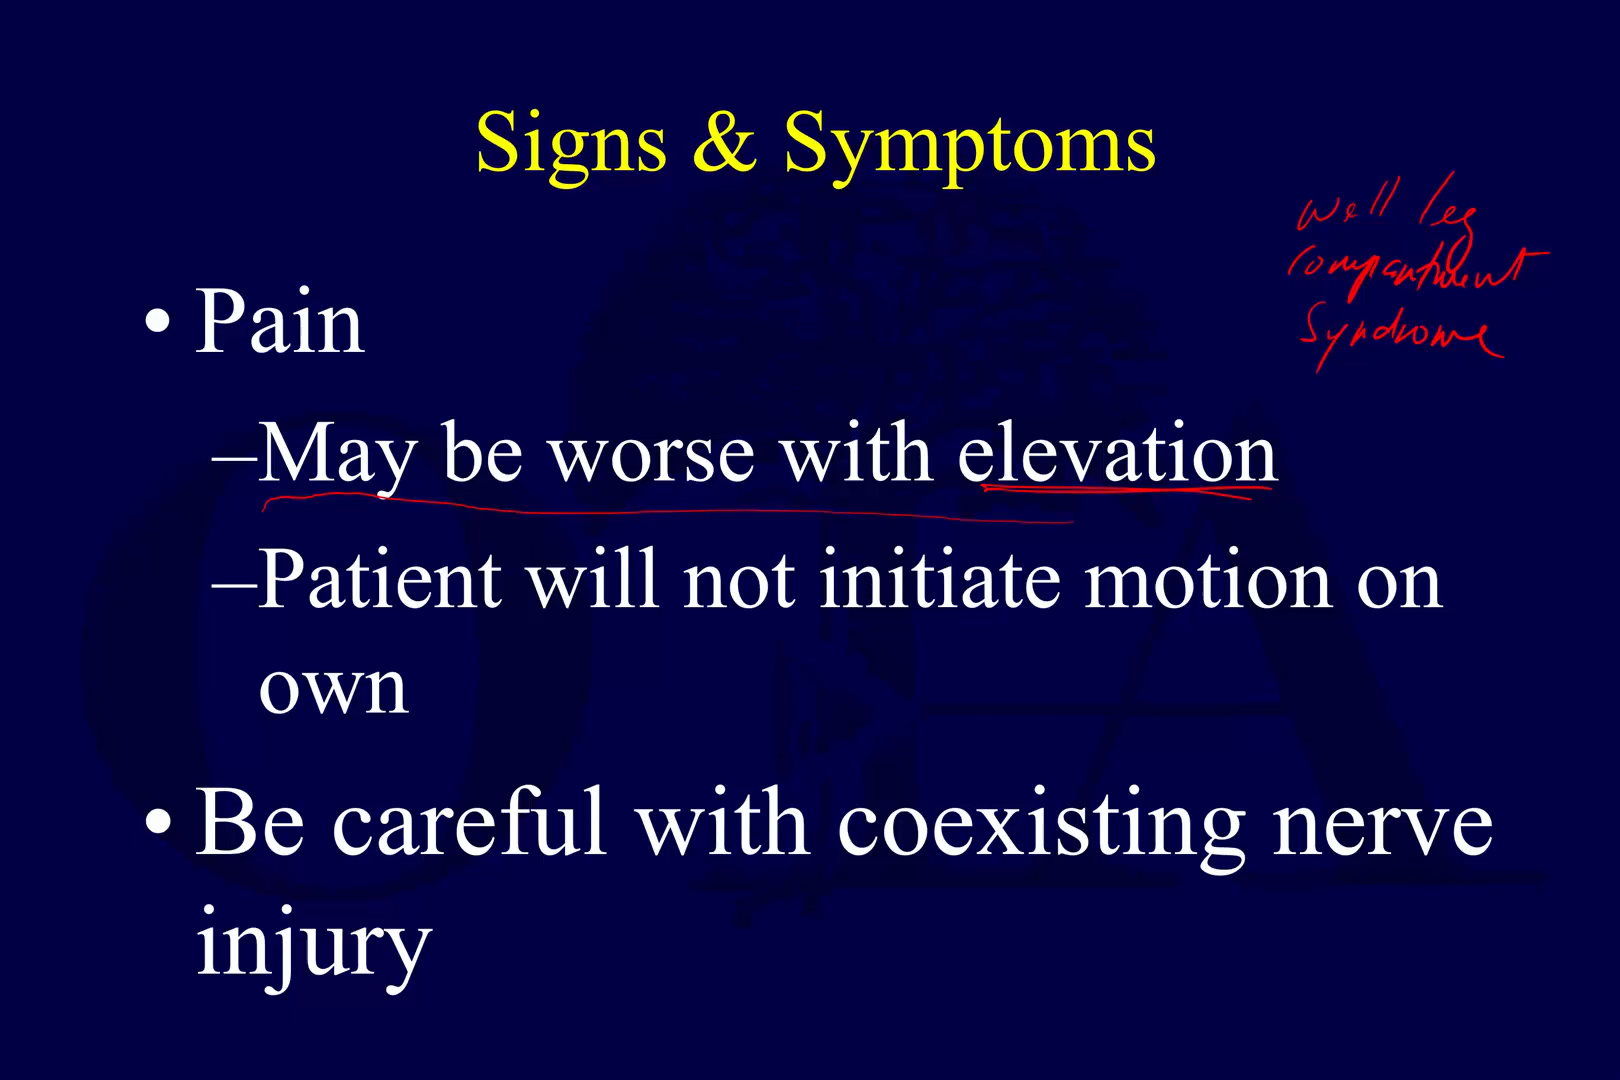 Signs & Symptoms
well leg
compartment
syndrome
• Pain
–May be worse with elevation
–Patient will not initiate motion on
own
• Be careful with coexisting nerve
injury
OTA